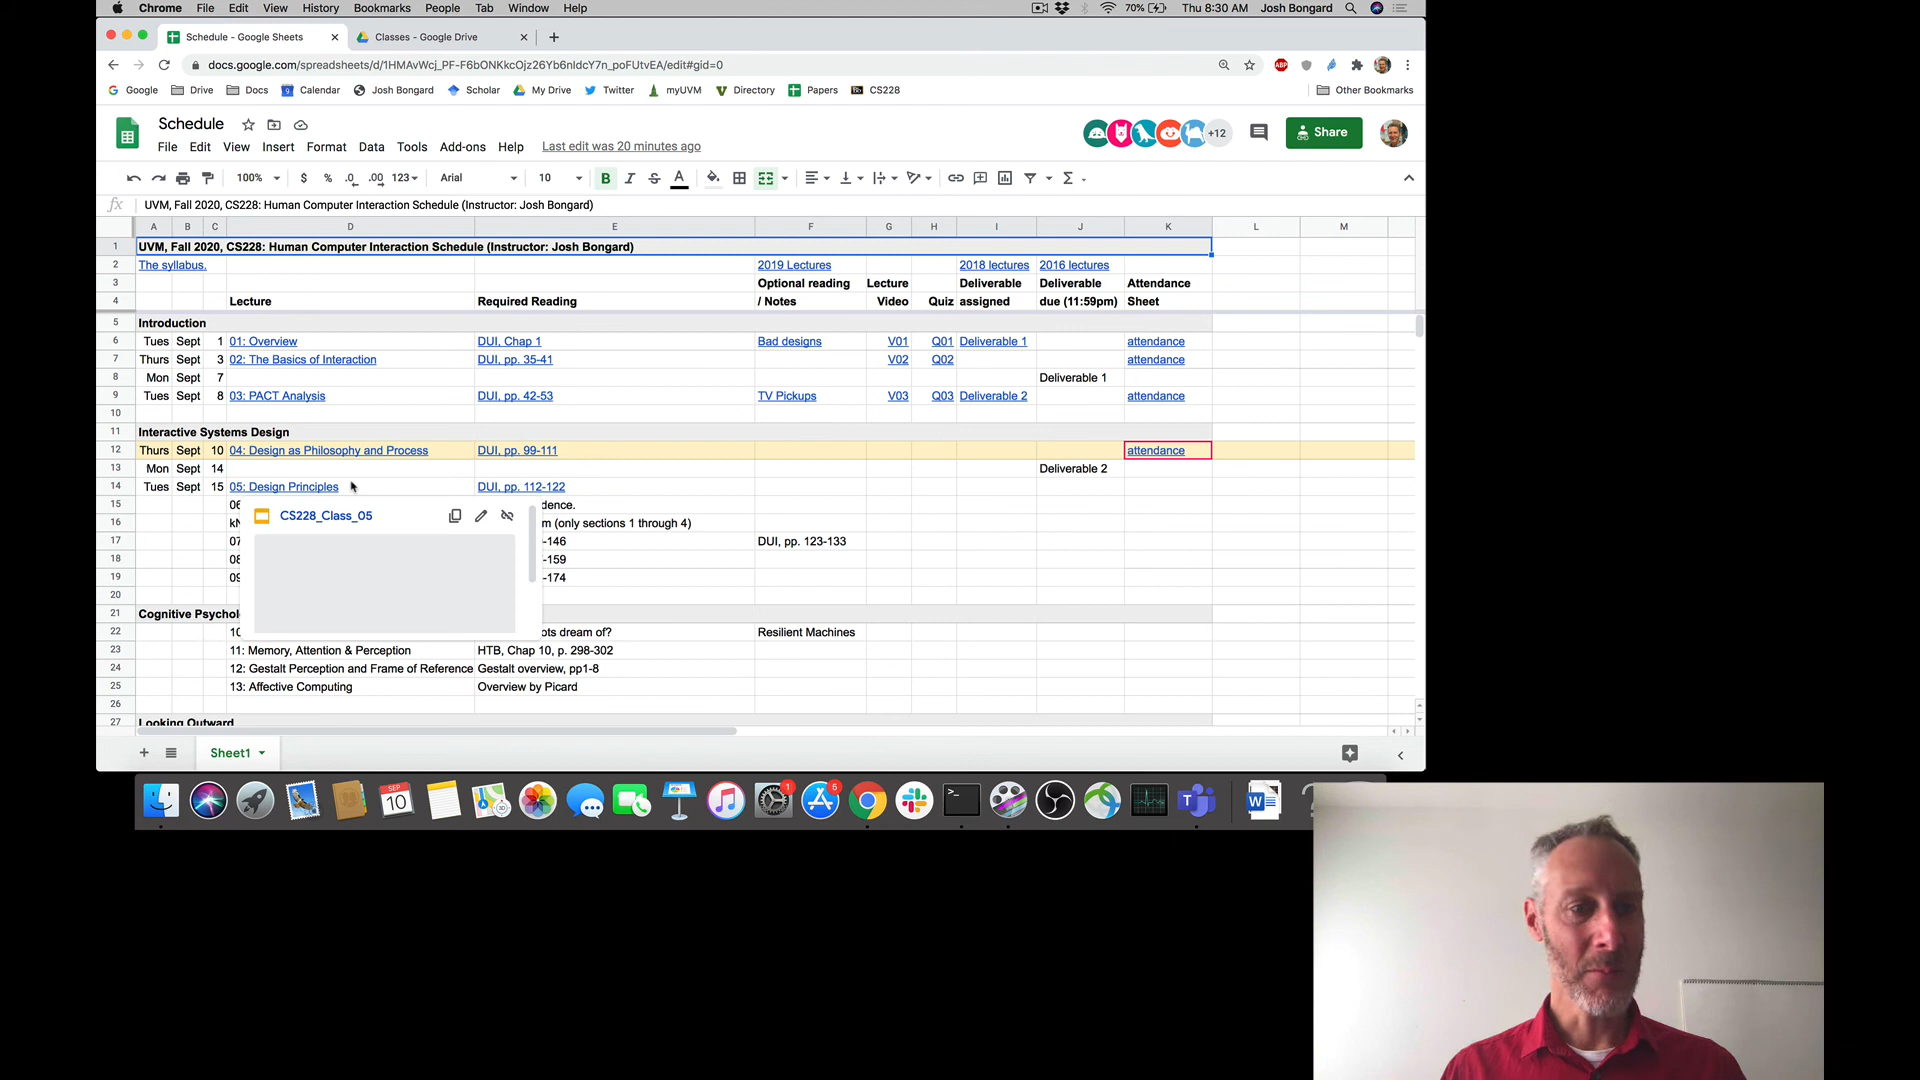 Chrome File Edit View History Bookmarks People Tab Window Help 70% Thu 8:30 AM Josh Bongard
Schedule - Google Sheets Classes - Google Drive
docs.google.com/spreadsheets/d/1HMAvWcj_PF-F6bONKkcOjz26Yb6nldcY7n_poFUtvEA/edit#gid=0
Google Drive Docs Calendar Josh Bongard Scholar My Drive Twitter myUVM Directory Papers CS228 Other Bookmarks
Schedule
+12 Share
File Edit View Insert Format Data Tools Add-ons Help Last edit was 20 minutes ago
100% $ % .0 .00 123 Arial 10 B I S A
fx UVM, Fall 2020, CS228: Human Computer Interaction Schedule (Instructor: Josh Bongard)
A B C D E F G H I J K L M
1 UVM, Fall 2020, CS228: Human Computer Interaction Schedule (Instructor: Josh Bongard)
2 The syllabus. 2019 Lectures 2018 lectures 2016 lectures
3 Optional reading Lecture Deliverable Deliverable Attendance
4 Lecture Required Reading / Notes Video Quiz assigned due (11:59pm) Sheet
5 Introduction
6 Tues Sept 1 01: Overview DUI, Chap 1 Bad designs V01 Q01 Deliverable 1 attendance
7 Thurs Sept 3 02: The Basics of Interaction DUI, pp. 35-41 V02 Q02 attendance
8 Mon Sept 7 Deliverable 1
9 Tues Sept 8 03: PACT Analysis DUI, pp. 42-53 TV Pickups V03 Q03 Deliverable 2 attendance
10
11 Interactive Systems Design
12 Thurs Sept 10 04: Design as Philosophy and Process DUI, pp. 99-111 attendance
13 Mon Sept 14 Deliverable 2
14 Tues Sept 15 05: Design Principles DUI, pp. 112-122
15 06 dence.
CS228_Class_05
16 kN m (only sections 1 through 4)
17 07 -146 DUI, pp. 123-133
18 08 -159
19 09 -174
20
21 Cognitive Psychol
22 10 ots dream of? Resilient Machines
23 11: Memory, Attention & Perception HTB, Chap 10, p. 298-302
24 12: Gestalt Perception and Frame of Reference Gestalt overview, pp1-8
25 13: Affective Computing Overview by Picard
26
27 Looking Outward
Sheet1
SEP
10
1
5
W